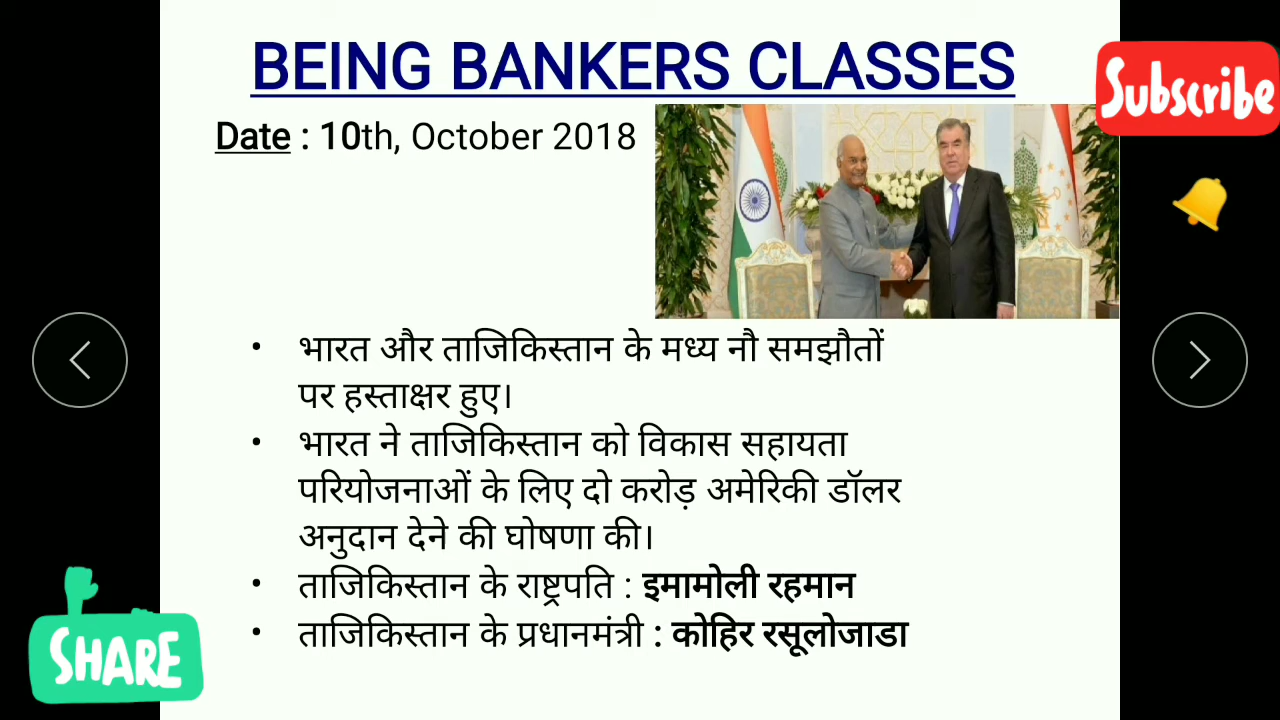 BEING BANKERS CLASSES
Subscribe
Date : 10th, October 2018
• भारत और ताजिकिस्तान के मध्य नौ समझौतों
पर हस्ताक्षर हुए।
• भारत ने ताजिकिस्तान को विकास सहायता
परियोजनाओं के लिए दो करोड़ अमेरिकी डॉलर
अनुदान देने की घोषणा की।
• ताजिकिस्तान के राष्ट्रपति : इमामोली रहमान
• ताजिकिस्तान के प्रधानमंत्री : कोहिर रसूलोजाडा
SHARE